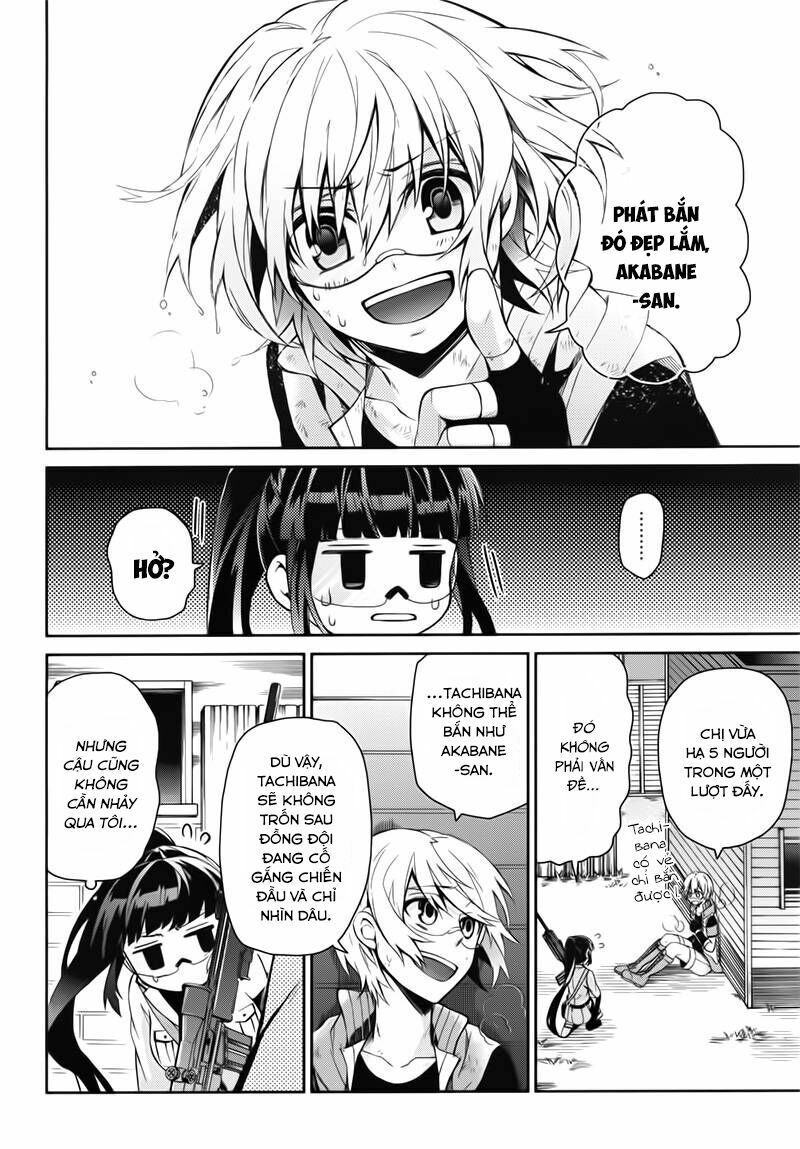 PHÁT BẮN
ĐÓ ĐẸP LẮM,
AKABANE
-SAN.
.........
HỞ?
CHỊ VỪA
HẠ 5 NGƯỜI
TRONG MỘT
LƯỢT ĐẤY.
Tachi-
Bana
có vẻ
chỉ bắn
được 1
ĐÓ
KHÔNG
PHẢI VẤN
ĐỀ...
...TACHIBANA
KHÔNG THỂ
BẮN NHƯ
AKABANE
-SAN.
DÙ VẬY,
TACHIBANA
SẼ KHÔNG
TRỐN SAU
ĐỒNG ĐỘI
ĐANG CỐ
GẮNG CHIẾN
ĐẤU VÀ CHỈ
NHÌN DÂU.
NHƯNG
CẬU CŨNG
KHÔNG
CẦN NHẢY
QUA TÔI...